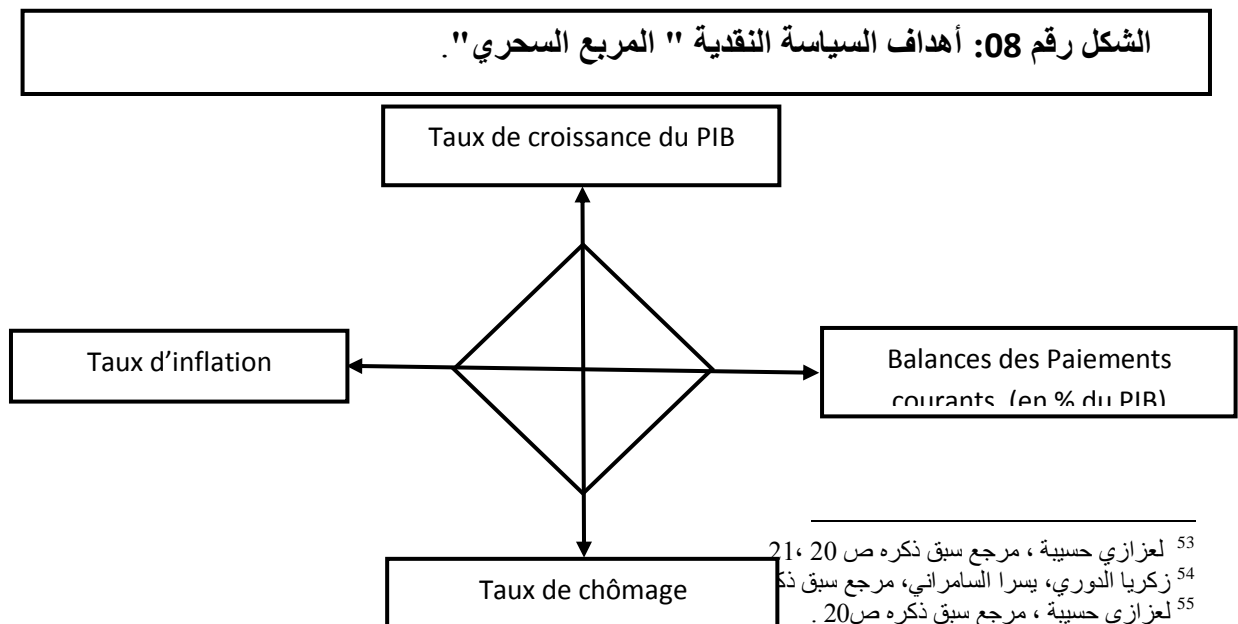 الشكل رقم 08: أهداف السياسة النقدية " المربع السحري".
Taux de croissance du PIB
Taux d’inflation
Balances des Paiements
courants (en % du PIB)
Taux de chômage
53 لعزازي حسيبة ، مرجع سبق ذكره ص 20 ،21
54 زكريا الدوري، يسرا السامراني، مرجع سبق
55 لعزازي حسيبة ، مرجع سبق ذكره ص20 .